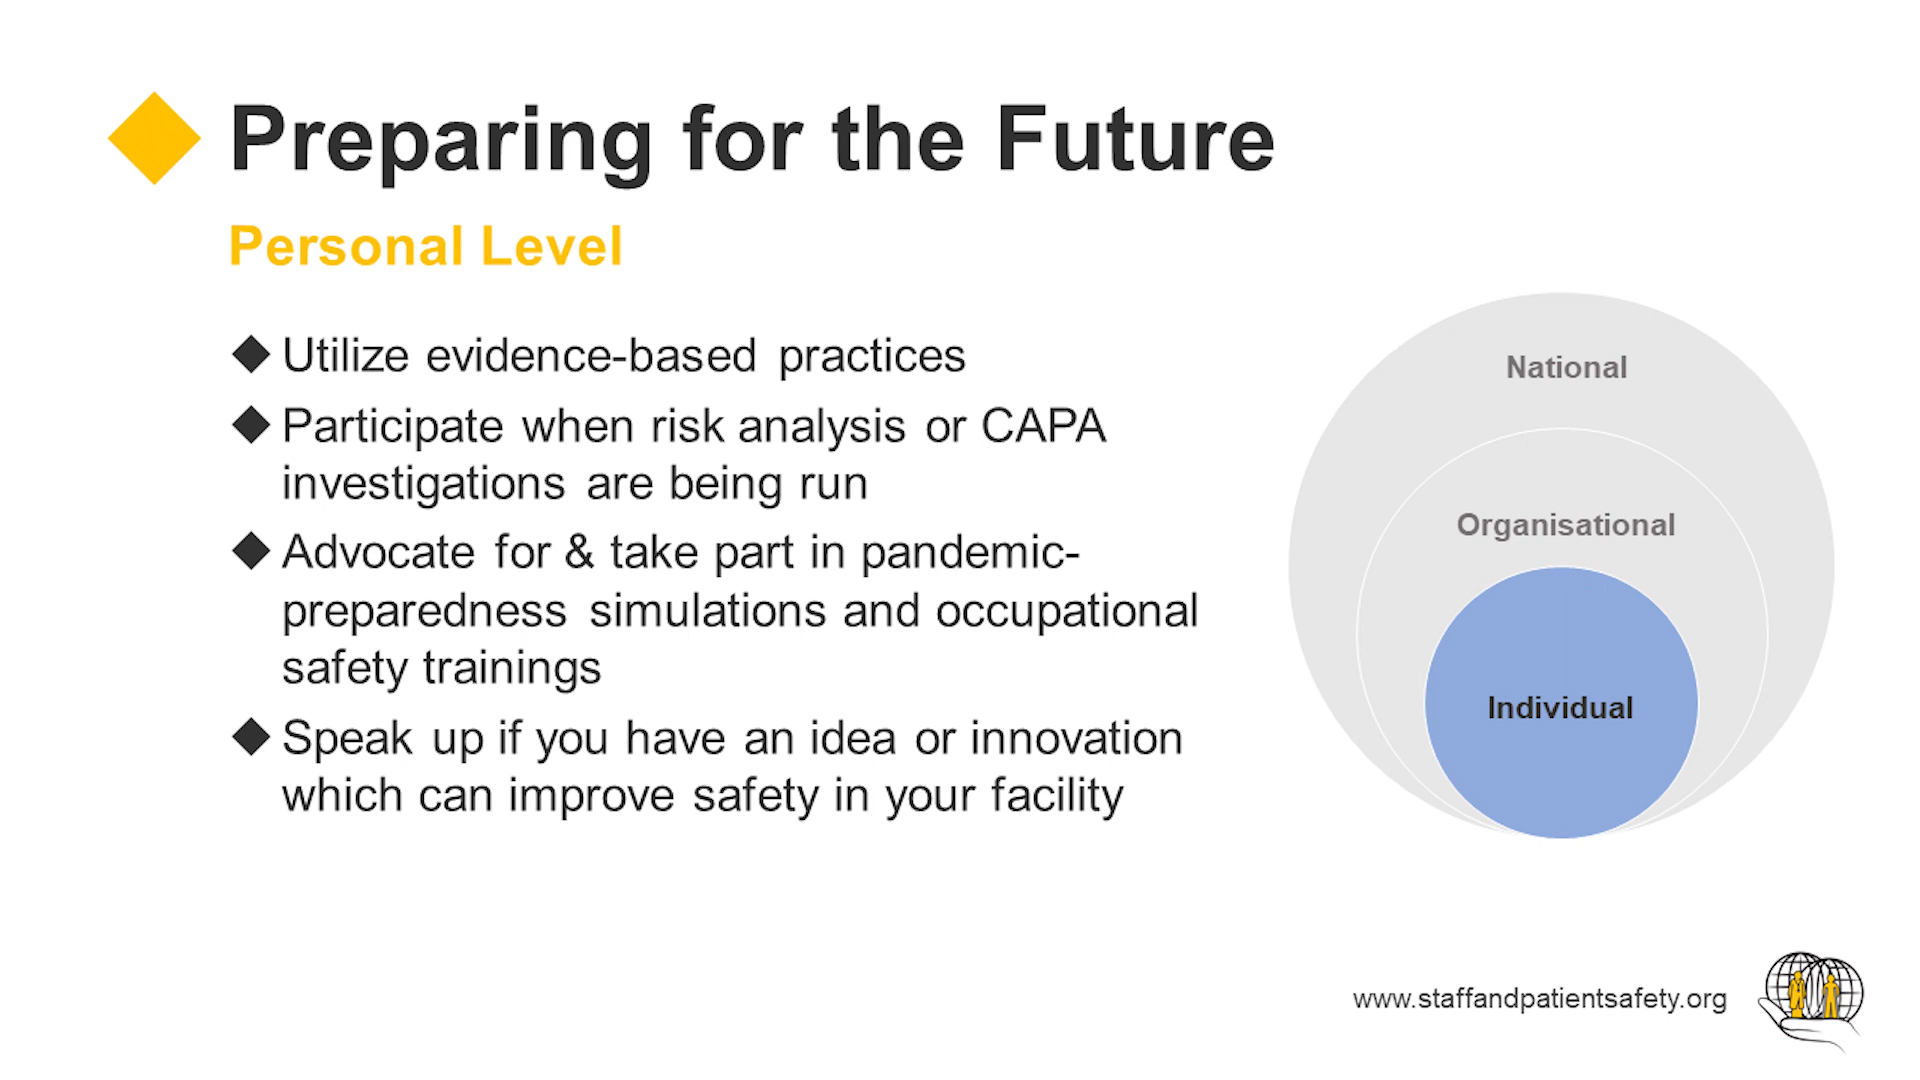 Preparing for the Future
Personal Level
Utilize evidence-based practices
Participate when risk analysis or CAPA
investigations are being run
Advocate for & take part in pandemic-
preparedness simulations and occupational
safety trainings
Speak up if you have an idea or innovation
which can improve safety in your facility
National
Organisational
Individual
www.staffandpatientsafety.org